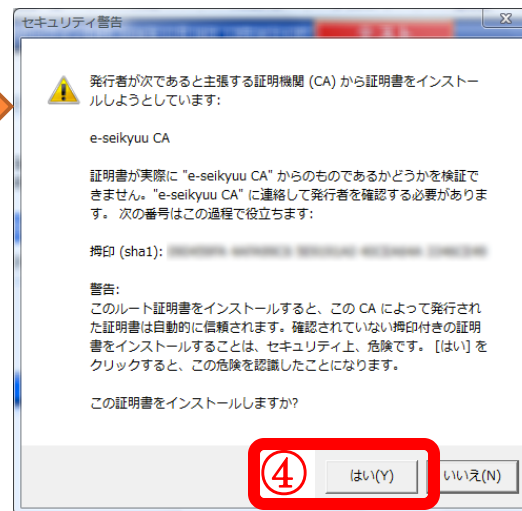 セキュリティ警告
発行者が次であると主張する証明機関 (CA) から証明書をインストー
ルしようとしています:
e-seikyuu CA
証明書が実際に "e-seikyuu CA" からのものであるかどうかを検証で
きません。"e-seikyuu CA" に連絡して発行者を確認する必要がありま
す。 次の番号はこの過程で役立ちます:
拇印 (sha1):
警告:
このルート証明書をインストールすると、この CA によって発行され
た証明書は自動的に信頼されます。確認されていない拇印付きの証明
書をインストールすることは、セキュリティ上、危険です。 [はい] を
クリックすると、この危険を認識したことになります。
この証明書をインストールしますか?
④ はい(Y) いいえ(N)